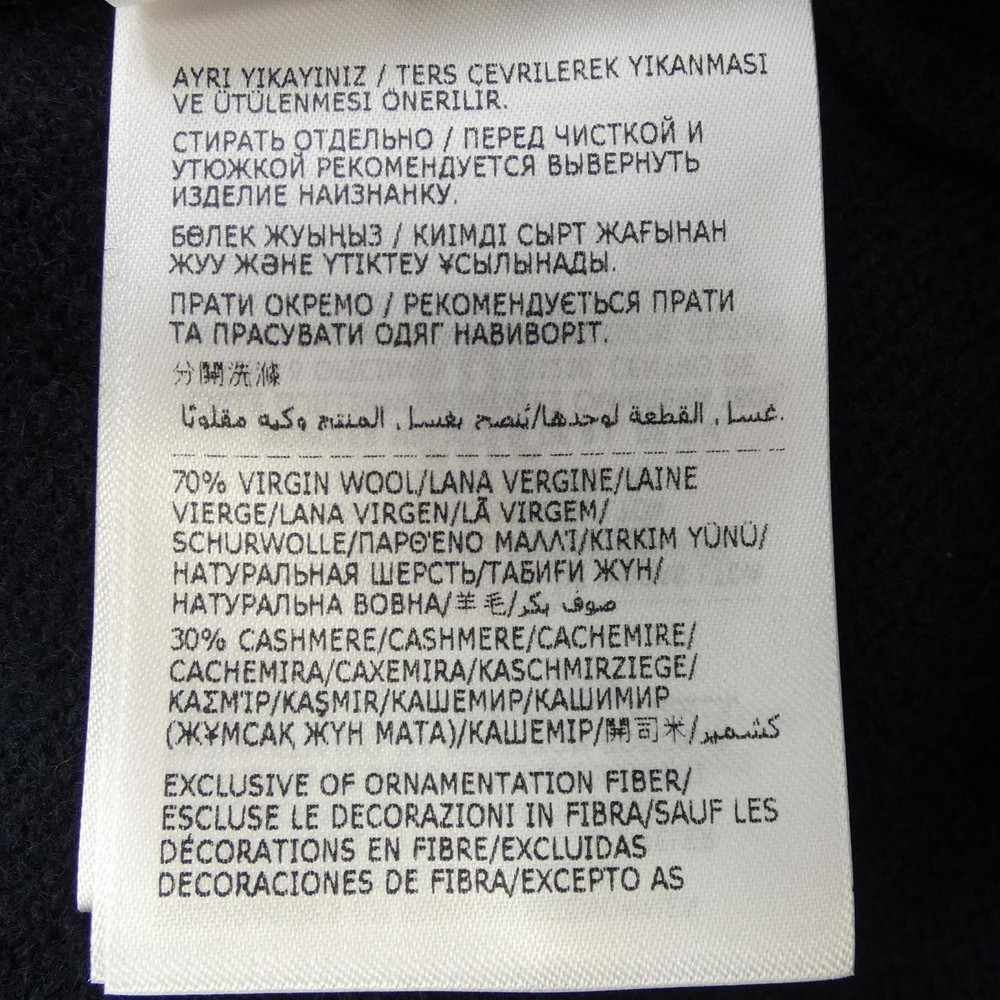 AYRI YIKAYINIZ / TERS ÇEVRILEREK YIKANMASI
VE ÜTÜLENMESI ÖNERILIR.
СТИРАТЬ ОТДЕЛЬНО / ПЕРЕД ЧИСТКОЙ И
УТЮЖКОЙ РЕКОМЕНДУЕТСЯ ВЫВЕРНУТЬ
ИЗДЕЛИЕ НАИЗНАНКУ.
БӨЛЕК ЖУЫҢЫЗ / КИІМДІ СЫРТ ЖАҒЫНАН
ЖУУ ЖӘНЕ ҮТІКТЕУ ҰСЫЛЫНАДЫ.
ПРАТИ ОКРЕМО / РЕКОМЕНДУЄТЬСЯ ПРАТИ
ТА ПРАСУВАТИ ОДЯГ НАВИВОРІТ.
分開洗滌
غسل القطعة لوحدها/يُنصح بغسل المنتج وكيه مقلوبًا.
70% VIRGIN WOOL/LANA VERGINE/LAINE
VIERGE/LANA VIRGEN/LÃ VIRGEM/
SCHURWOLLE/ΠΑΡΘΈΝΟ ΜΑΛΛΊ/KIRKIM YÜNÜ/
НАТУРАЛЬНАЯ ШЕРСТЬ/ТАБИҒИ ЖҮН/
НАТУРАЛЬНА ВОВНА/羊毛/صوف بكر
30% CASHMERE/CASHMERE/CACHEMIRE/
CACHEMIRA/CAXEMIRA/KASCHMIRZIEGE/
ΚΑΣΜΊΡ/KAŞMIR/КАШЕМИР/КАШИМИР
(ЖҰМСАҚ ЖҮН МАТА)/КАШЕМІР/開司米/كشمير
EXCLUSIVE OF ORNAMENTATION FIBER/
ESCLUSE LE DECORAZIONI IN FIBRA/SAUF LES
DÉCORATIONS EN FIBRE/EXCLUIDAS
DECORACIONES DE FIBRA/EXCEPTO AS